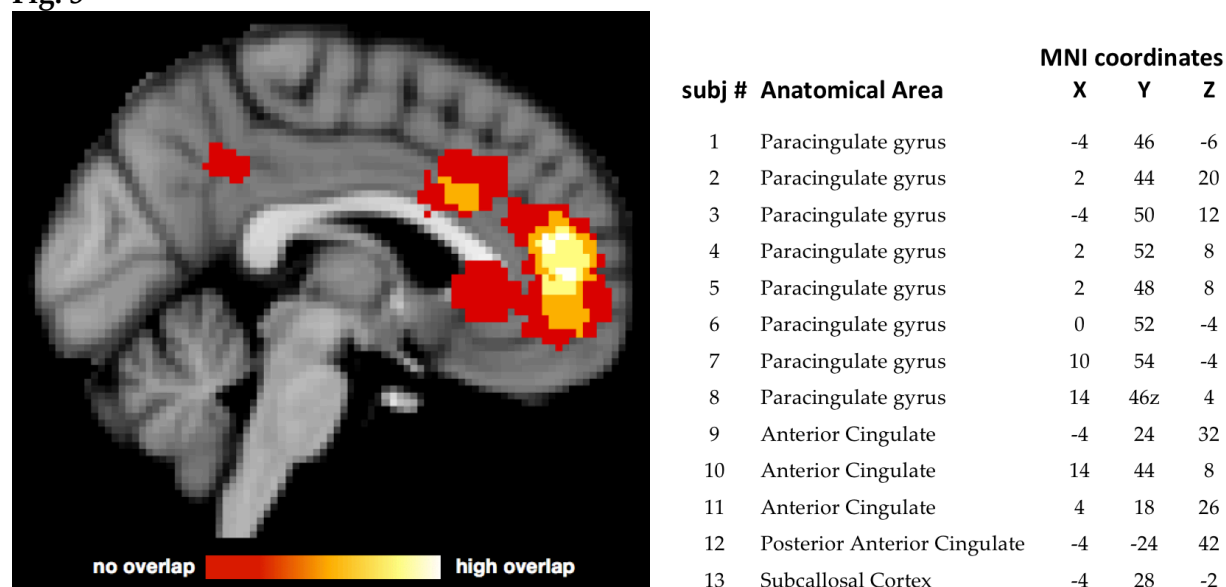 Fig. 3
MNI coordinates
subj # Anatomical Area X Y Z
1 Paracingulate gyrus -4 46 -6
2 Paracingulate gyrus 2 44 20
3 Paracingulate gyrus -4 50 12
4 Paracingulate gyrus 2 52 8
5 Paracingulate gyrus 2 48 8
6 Paracingulate gyrus 0 52 -4
7 Paracingulate gyrus 10 54 -4
8 Paracingulate gyrus 14 46z 4
9 Anterior Cingulate -4 24 32
10 Anterior Cingulate 14 44 8
11 Anterior Cingulate 4 18 26
12 Posterior Anterior Cingulate -4 -24 42
13 Subcallosal Cortex -4 28 -2
no overlap high overlap